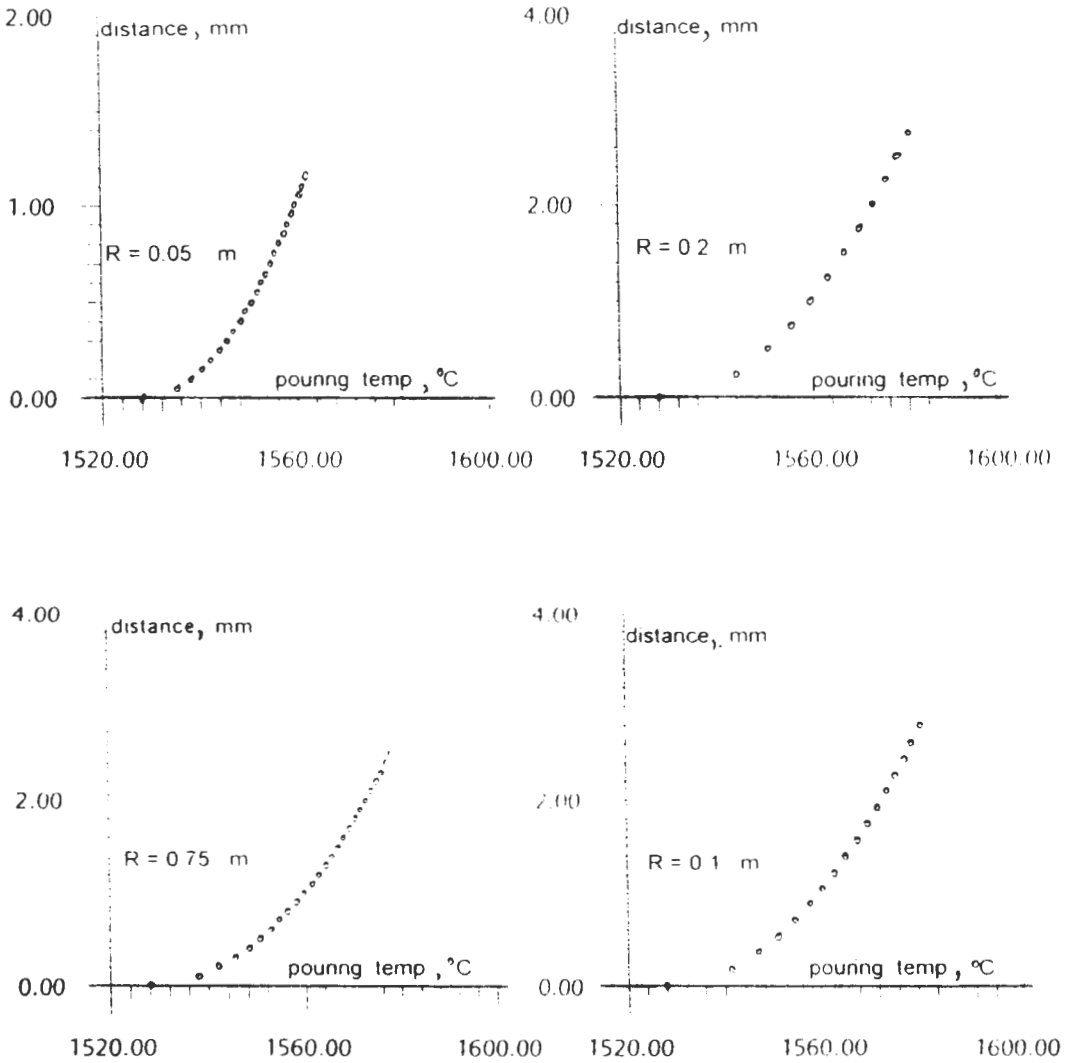 2.00
distance, mm
1.00
R = 0.05 m
pounng temp, °C
0.00
1520.00 1560.00 1600.00
4.00
distance, mm
2.00
R = 0 2 m
pouring temp, °C
0.00
1520.00 1560.00 1600.00
4.00
distance, mm
2.00
R = 0 75 m
pounng temp, °C
0.00
1520.00 1560.00 1600.00
4.00
distance, mm
2.00
R = 0 1 m
pouring temp, °C
0.00
1520.00 1560.00 1600.00